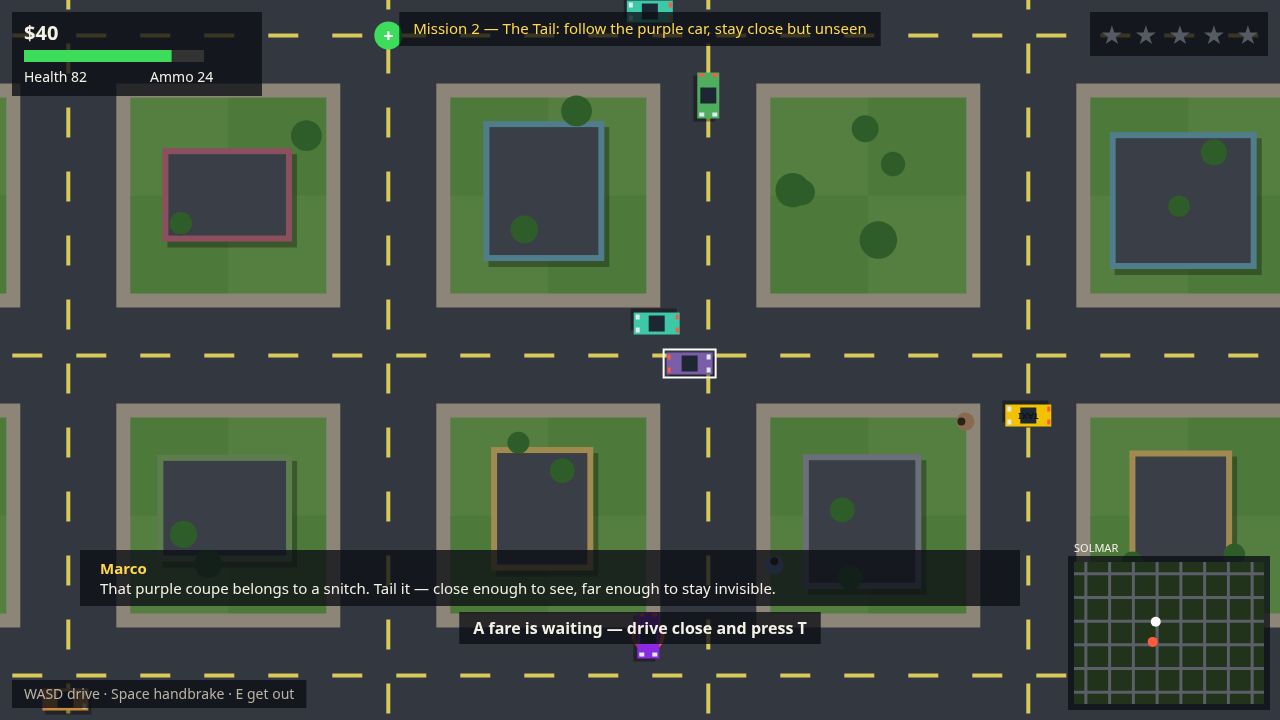 $40
Health 82
Ammo 24
Mission 2 — The Tail: follow the purple car, stay close but unseen
TAXI
Marco
That purple coupe belongs to a snitch. Tail it — close enough to see, far enough to stay invisible.
A fare is waiting — drive close and press T
SOLMAR
WASD drive · Space handbrake · E get out